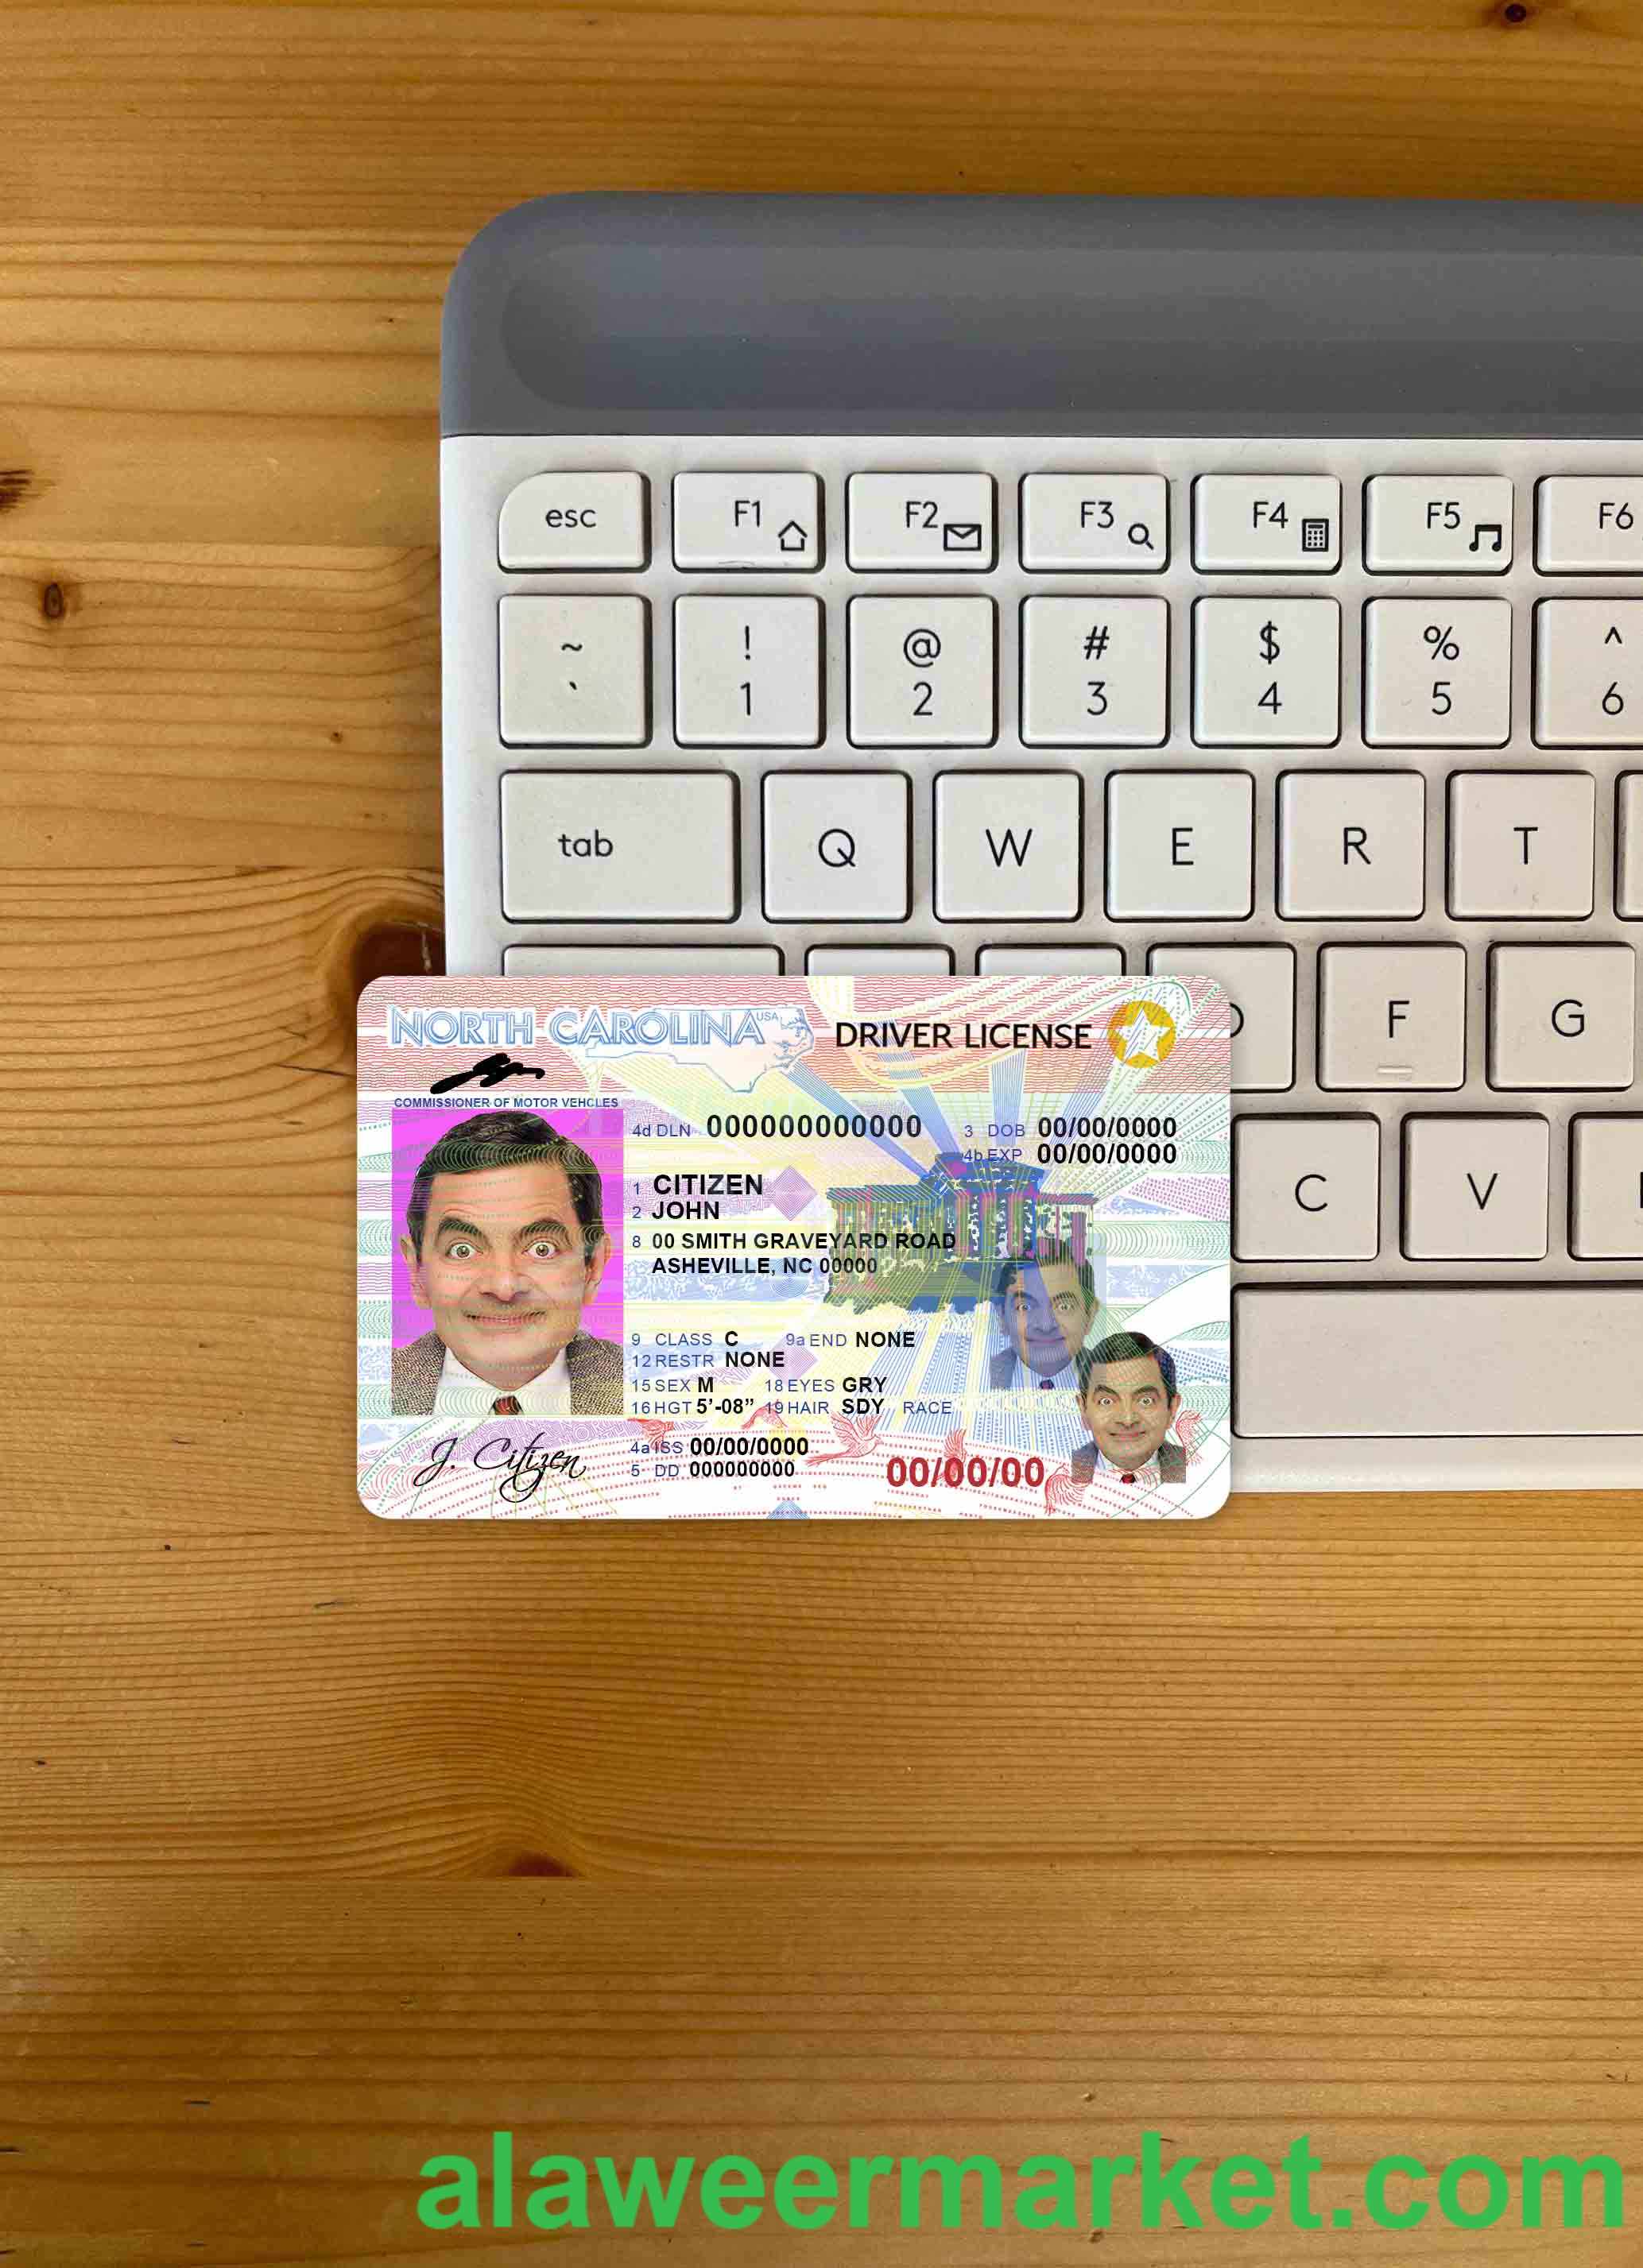 esc F1 F2 F3 F4 F5 F6
~ ! @ # $ % ^
` 1 2 3 4 5 6
tab Q W E R T
F G
C V
NORTH CAROLINA USA DRIVER LICENSE
COMMISSIONER OF MOTOR VEHCLES
4d DLN 000000000000 3 DOB 00/00/0000
4b EXP 00/00/0000
1 CITIZEN
2 JOHN
8 00 SMITH GRAVEYARD ROAD
ASHEVILLE, NC 00000
9 CLASS C 9a END NONE
12 RESTR NONE
15 SEX M 18 EYES GRY
16 HGT 5'-08" 19 HAIR SDY RACE
J. Citizen
4a ISS 00/00/0000
5 DD 000000000 00/00/00
alaweermarket.com